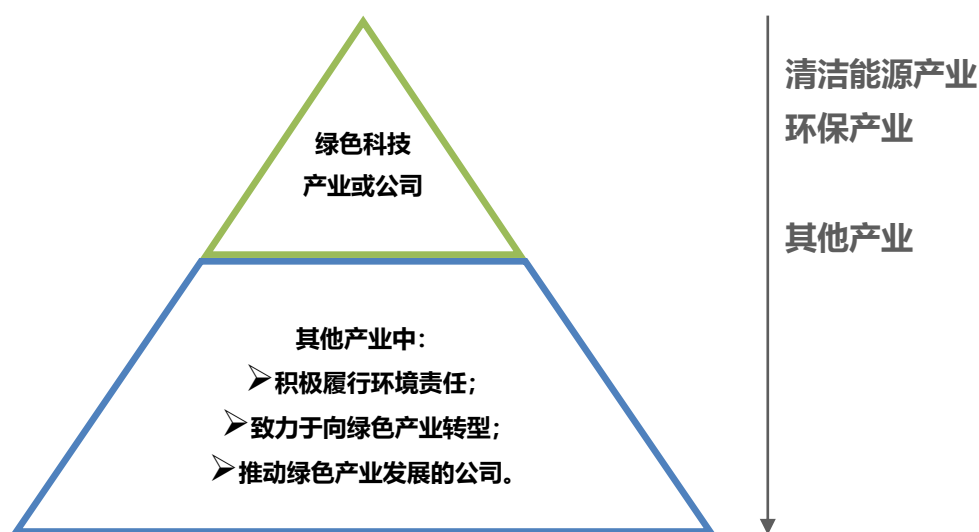 绿色科技
产业或公司
其他产业中：
➢积极履行环境责任；
➢致力于向绿色产业转型；
➢推动绿色产业发展的公司。
清洁能源产业
环保产业
其他产业